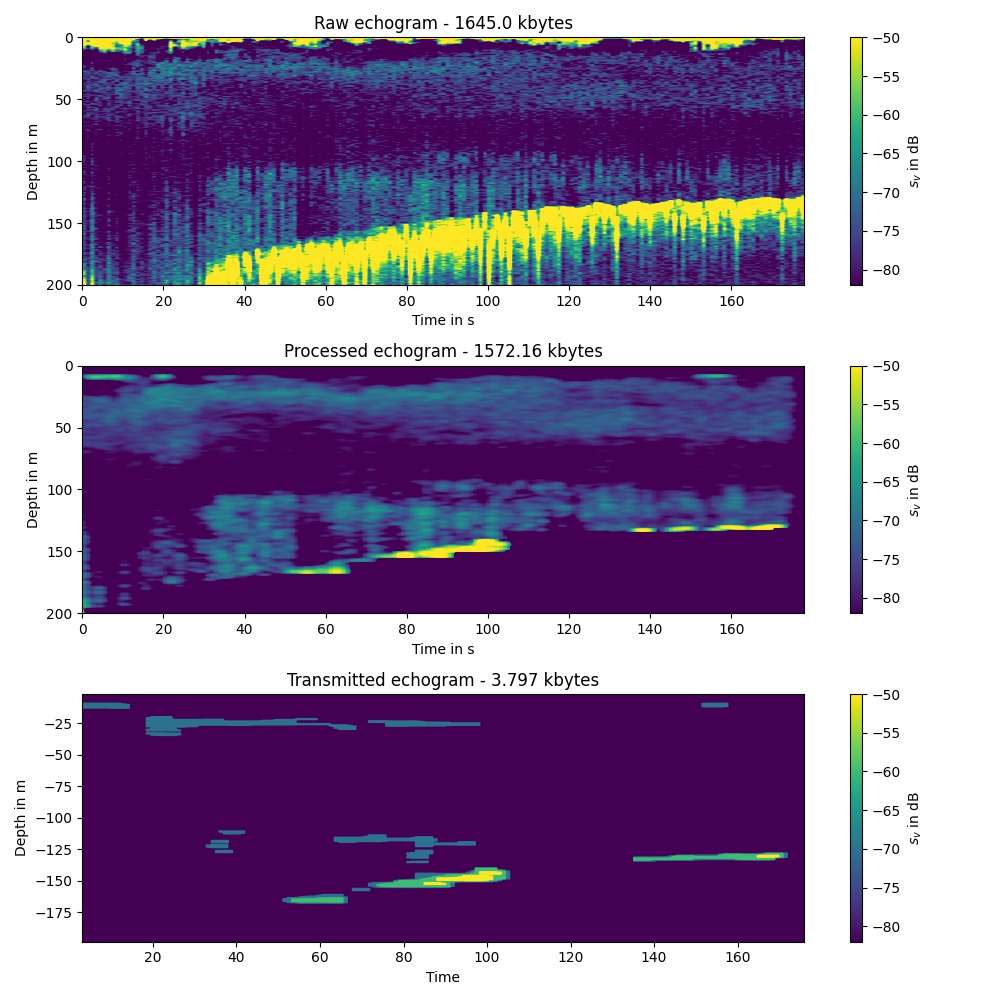 Raw echogram - 1645.0 kbytes
0
50
100
150
200
Depth in m
0 20 40 60 80 100 120 140 160
Time in s
−50
−55
−60
−65
−70
−75
−80
sv in dB
Processed echogram - 1572.16 kbytes
0
50
100
150
200
Depth in m
0 20 40 60 80 100 120 140 160
Time in s
−50
−55
−60
−65
−70
−75
−80
sv in dB
Transmitted echogram - 3.797 kbytes
−25
−50
−75
−100
−125
−150
−175
Depth in m
20 40 60 80 100 120 140 160
Time
−50
−55
−60
−65
−70
−75
−80
sv in dB